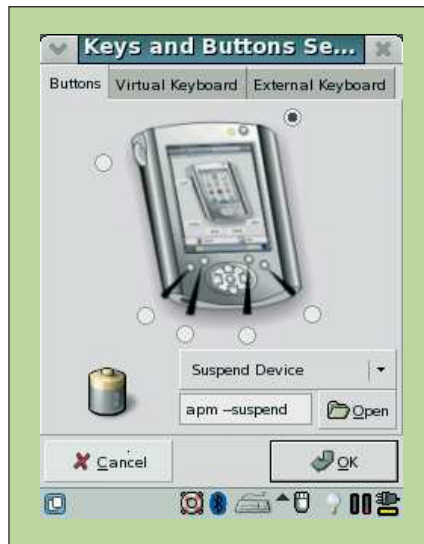 Keys and Buttons Se...
Buttons Virtual Keyboard External Keyboard
Suspend Device
apm –suspend Open
Cancel OK